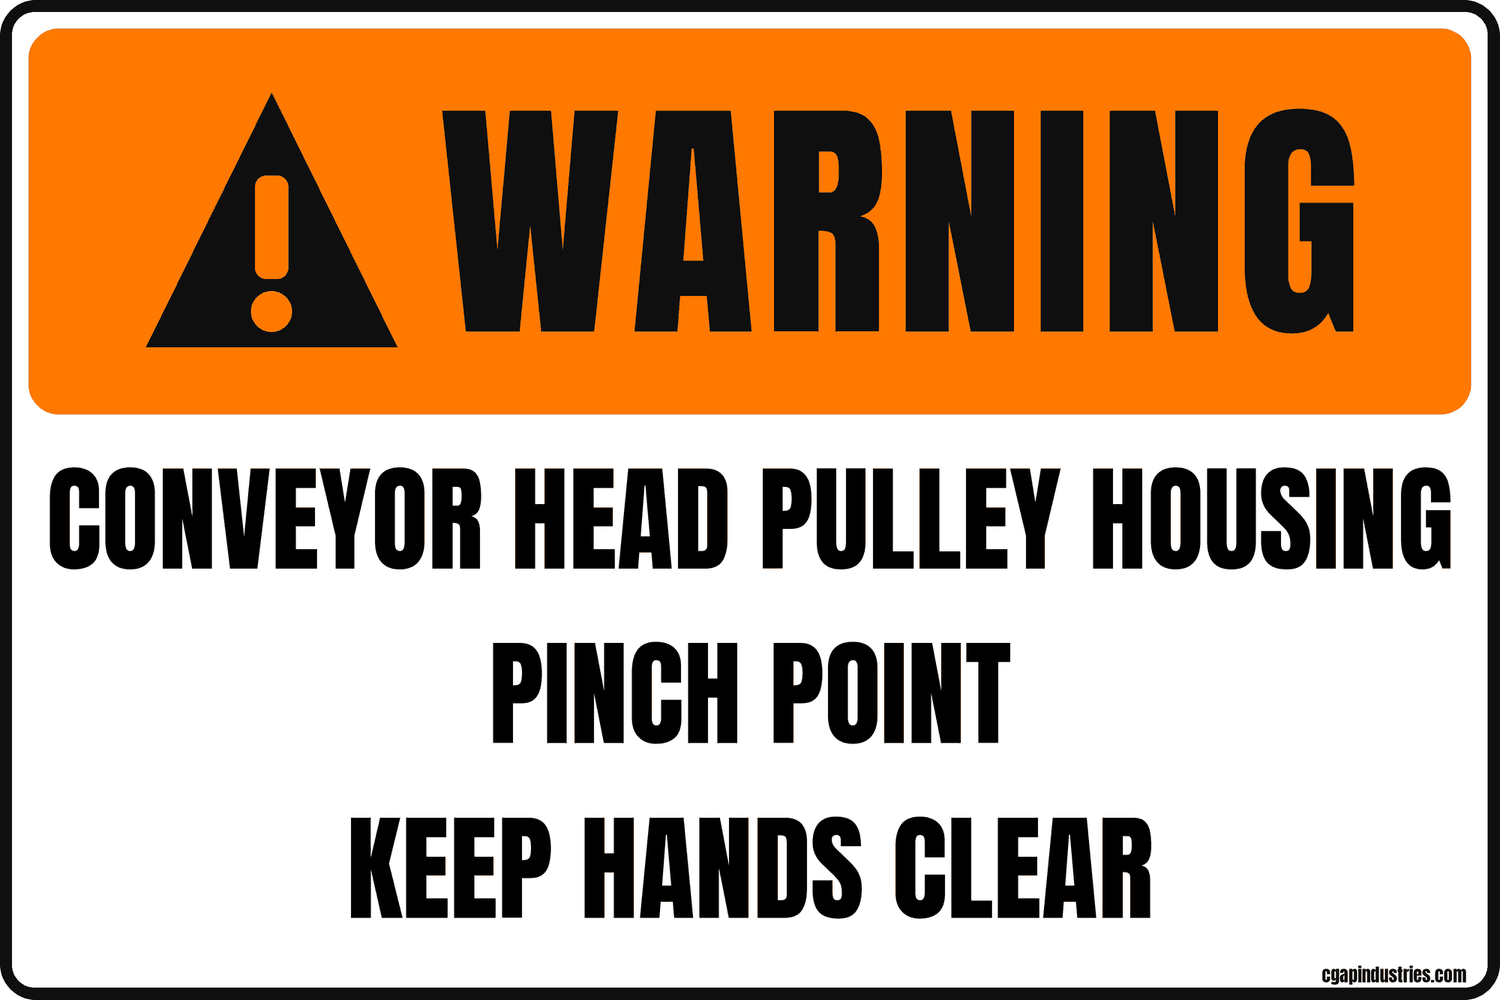 WARNING
CONVEYOR HEAD PULLEY HOUSING
PINCH POINT
KEEP HANDS CLEAR
cgapindustries.com